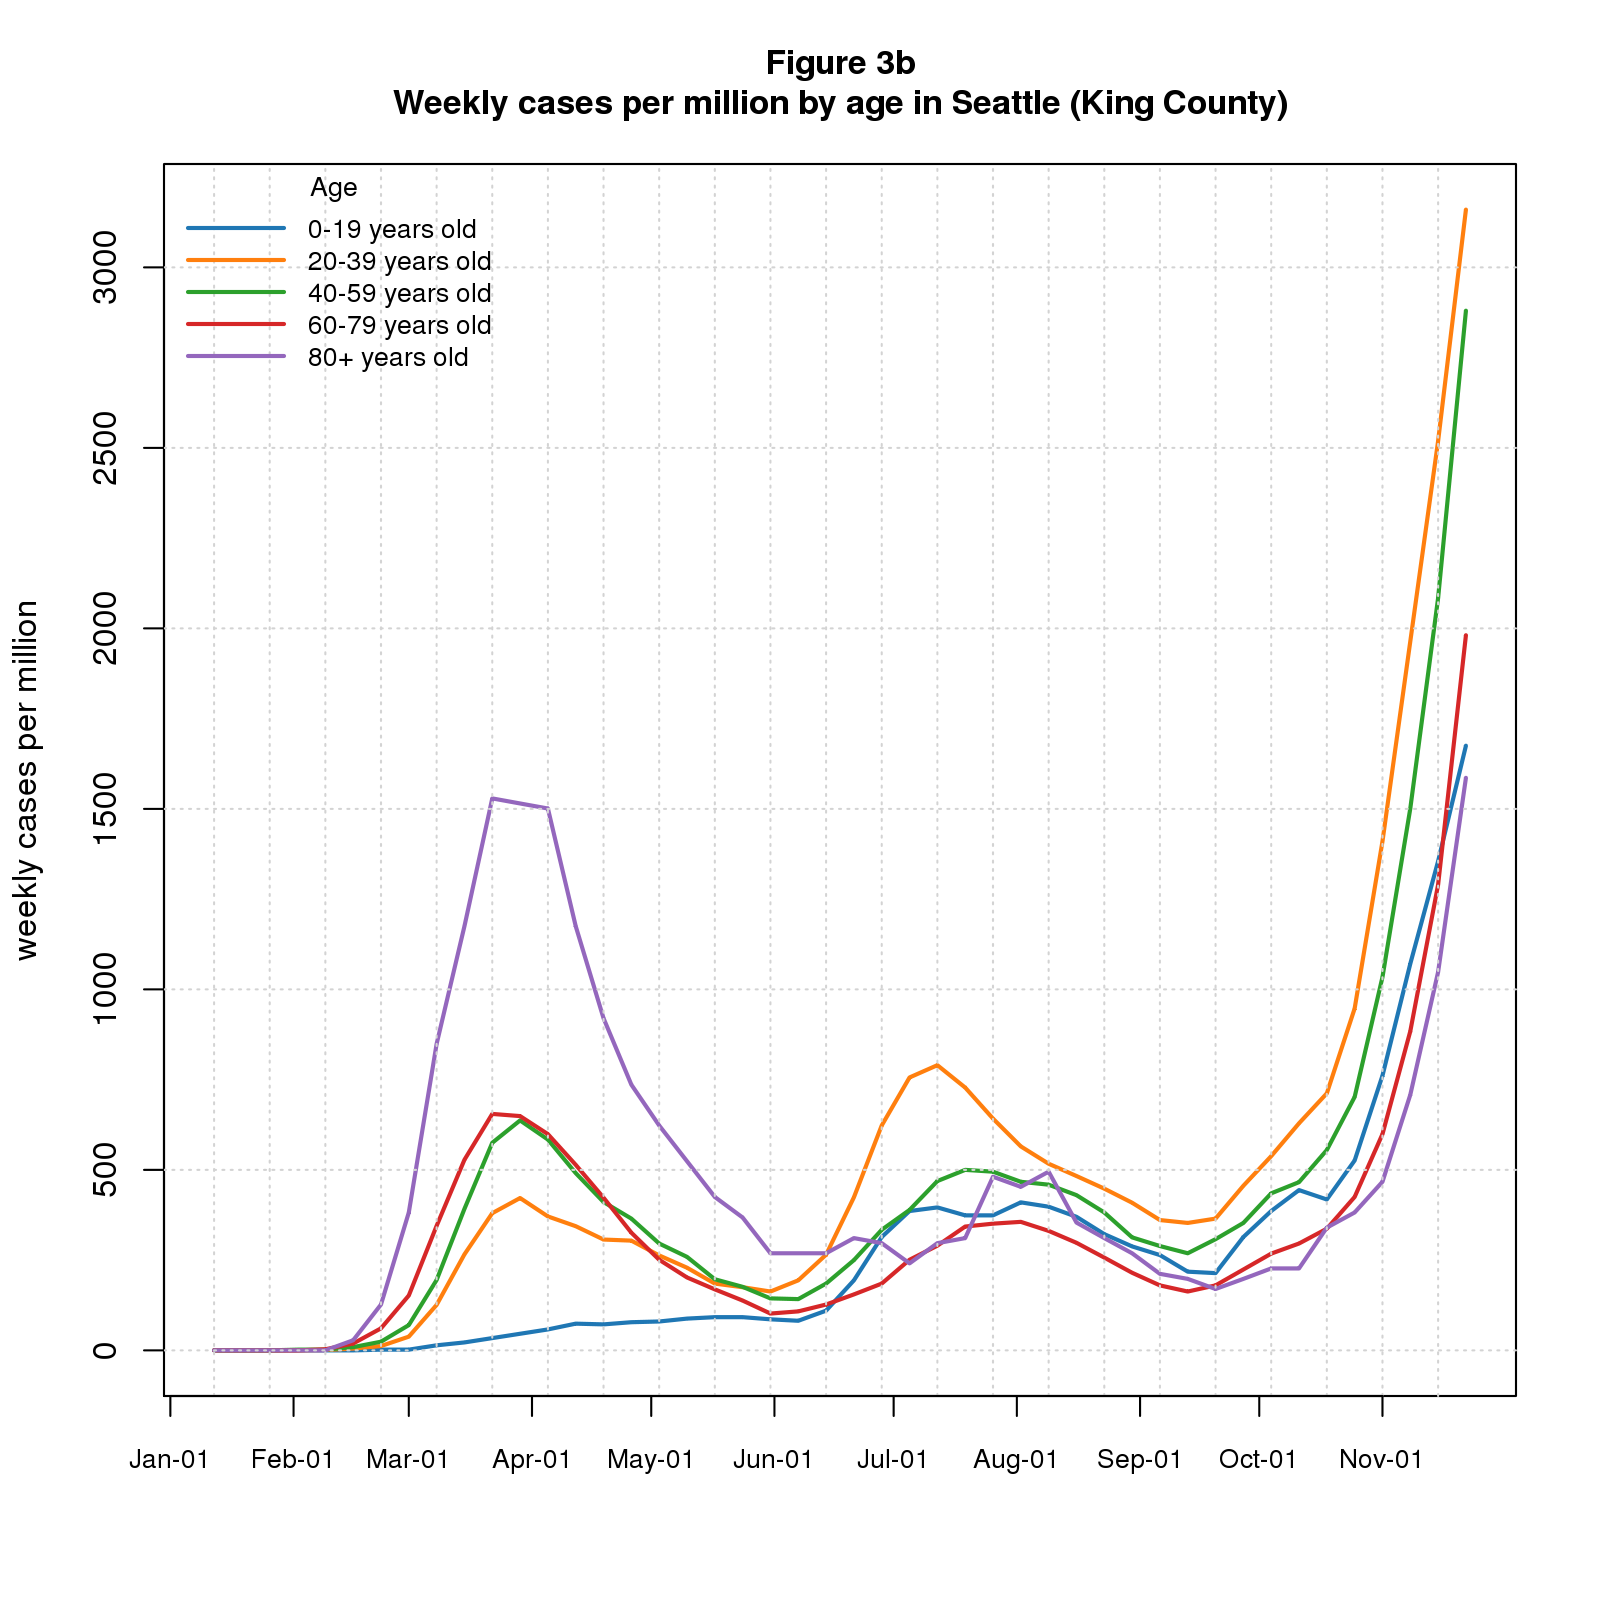 Figure 3b
Weekly cases per million by age in Seattle (King County)
Age
0-19 years old
20-39 years old
40-59 years old
60-79 years old
80+ years old
weekly cases per million
3000
2500
2000
1500
1000
500
0
Jan-01 Feb-01 Mar-01 Apr-01 May-01 Jun-01 Jul-01 Aug-01 Sep-01 Oct-01 Nov-01